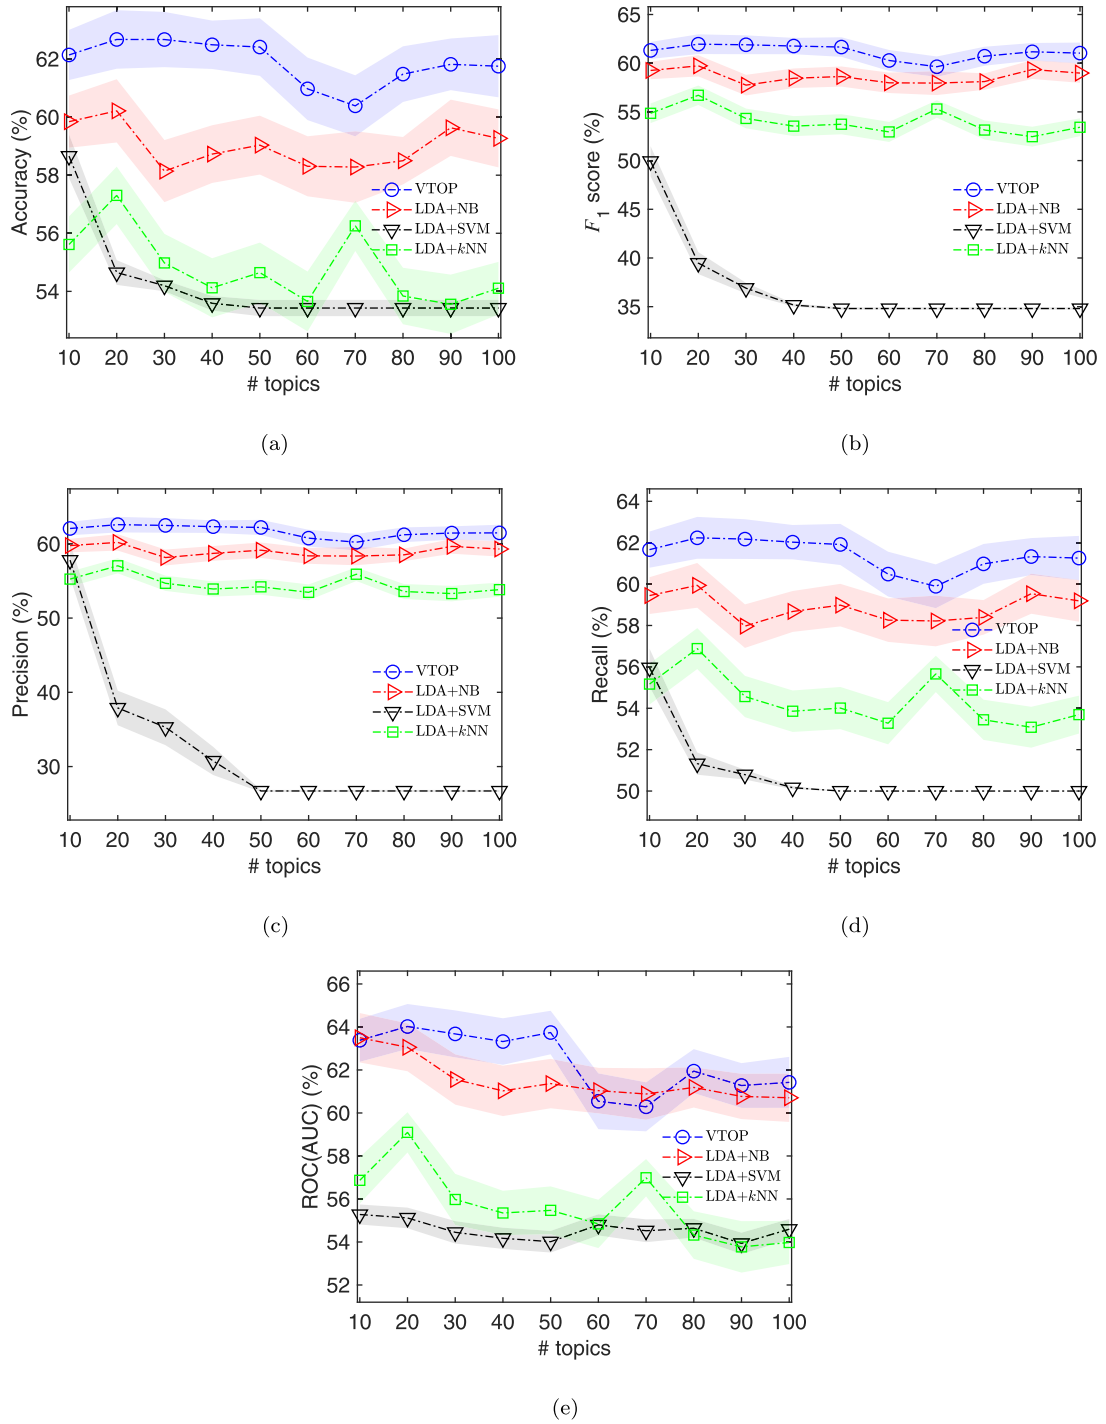 62
60
58
56
54
Accuracy (%)
VTOP
LDA+NB
LDA+SVM
LDA+kNN
10 20 30 40 50 60 70 80 90 100
# topics
(a)
65
60
55
50
45
40
35
F1 score (%)
VTOP
LDA+NB
LDA+SVM
LDA+kNN
10 20 30 40 50 60 70 80 90 100
# topics
(b)
60
50
40
30
Precision (%)
VTOP
LDA+NB
LDA+SVM
LDA+kNN
10 20 30 40 50 60 70 80 90 100
# topics
(c)
64
62
60
58
56
54
52
50
Recall (%)
VTOP
LDA+NB
LDA+SVM
LDA+kNN
10 20 30 40 50 60 70 80 90 100
# topics
(d)
66
64
62
60
58
56
54
52
ROC(AUC) (%)
VTOP
LDA+NB
LDA+SVM
LDA+kNN
10 20 30 40 50 60 70 80 90 100
# topics
(e)